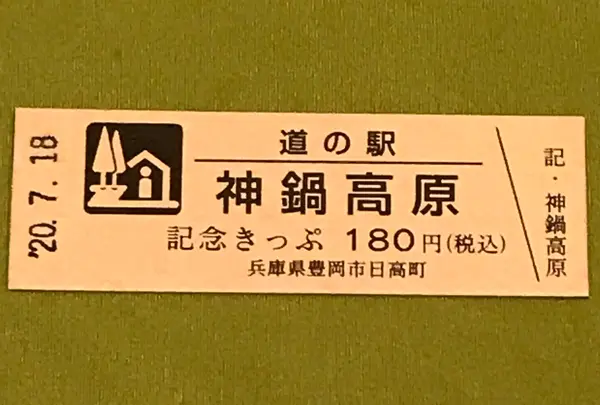 '20.7.18
道の駅
神鍋高原
記念きっぷ 180円(税込)
兵庫県豊岡市日高町
記・神鍋高原